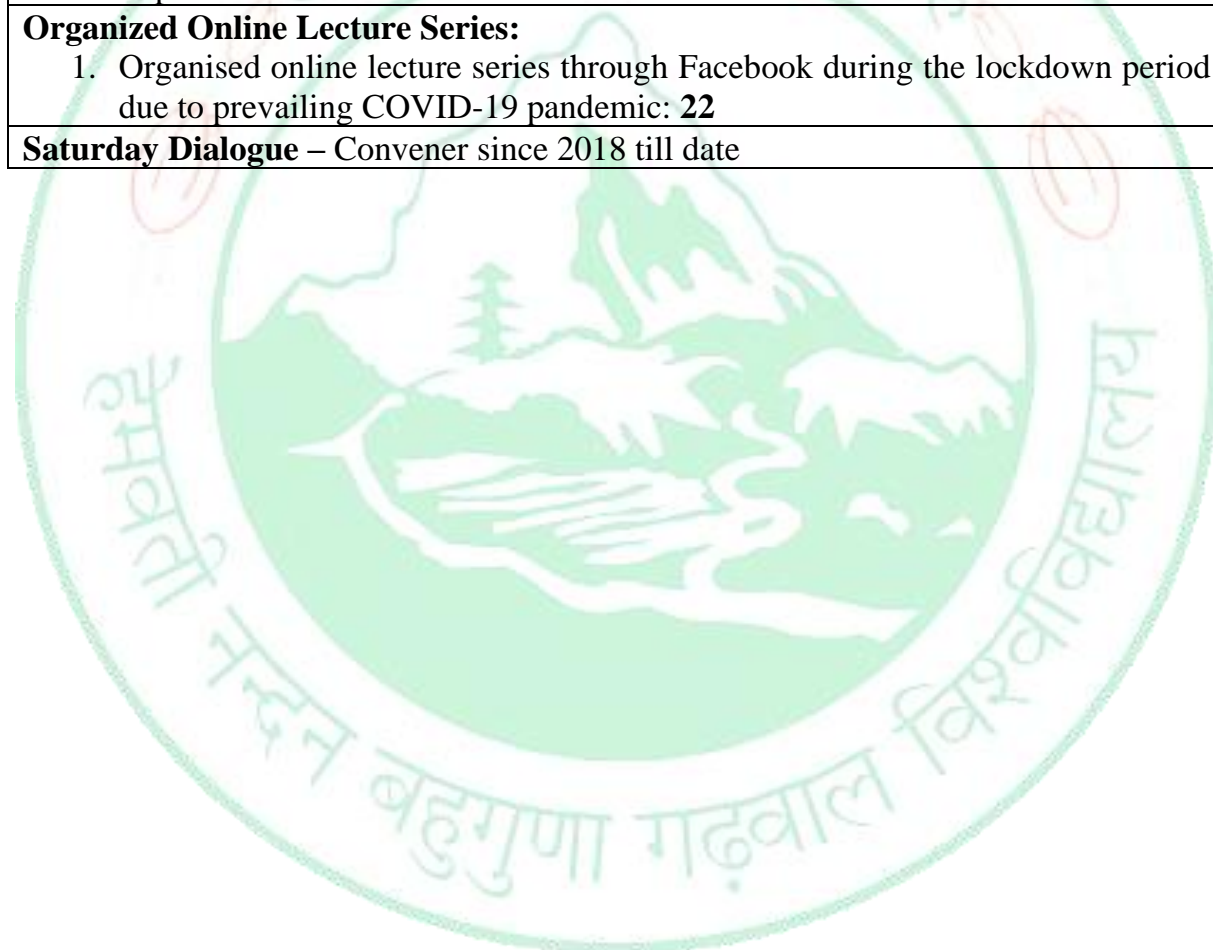 Organized Online Lecture Series:
1. Organised online lecture series through Facebook during the lockdown period
due to prevailing COVID-19 pandemic: 22
Saturday Dialogue – Convener since 2018 till date
हेमवती नन्दन बहुगुणा गढ़वाल विश्वविद्यालय